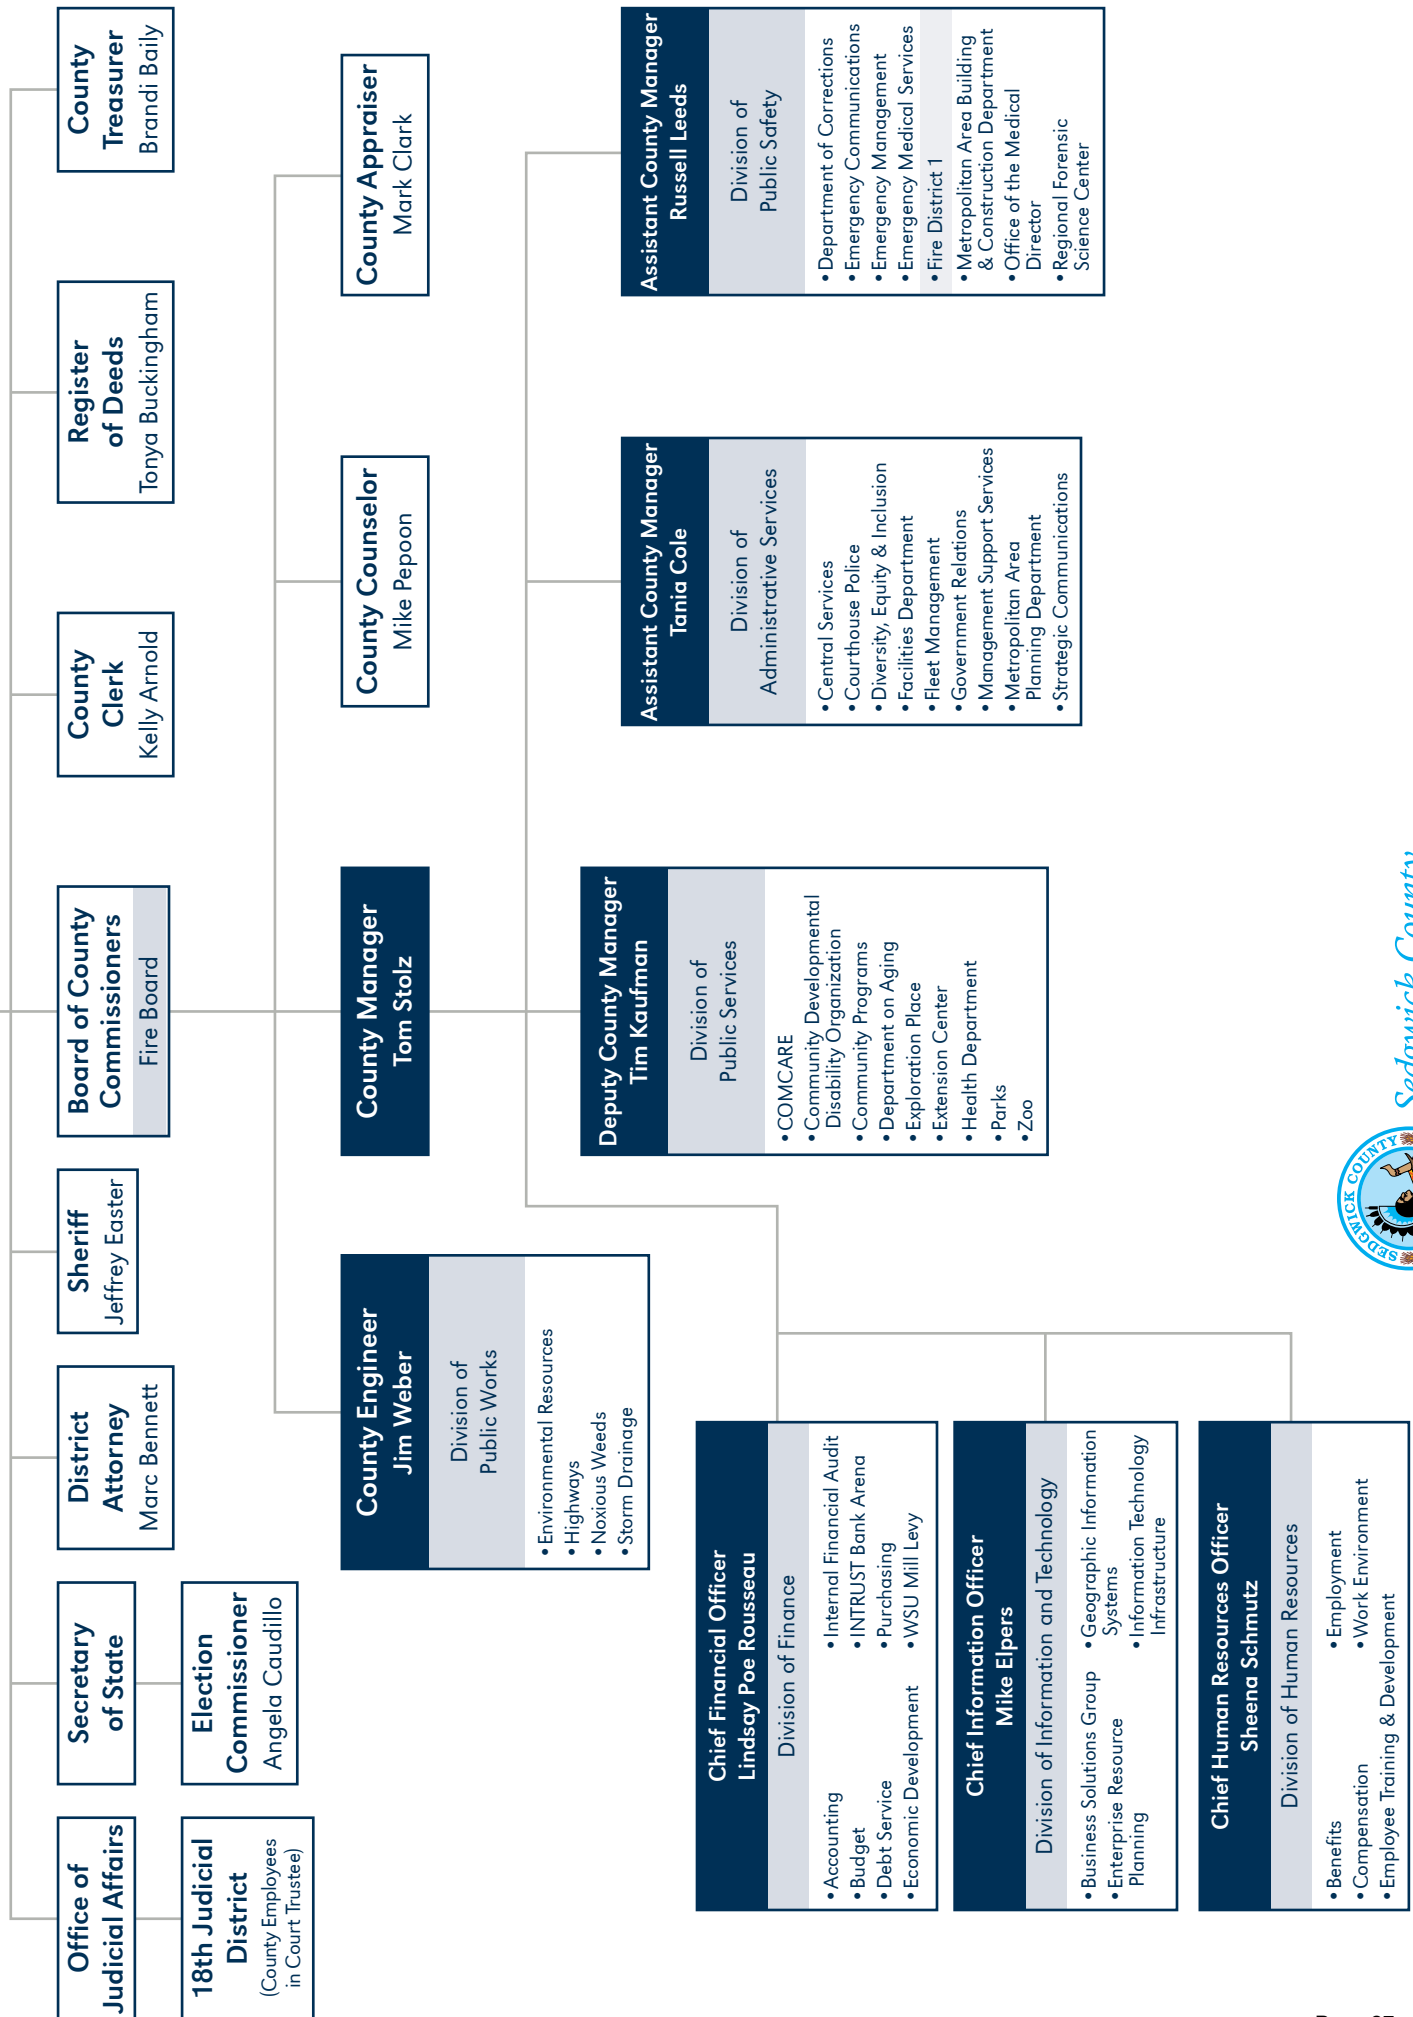 Office of
Judicial Affairs
18th Judicial
District
(County Employees
in Court Trustee)
Secretary
of State
Election
Commissioner
Angela Caudillo
District
Attorney
Marc Bennett
Sheriff
Jeffrey Easter
Board of County
Commissioners
Fire Board
County
Clerk
Kelly Arnold
Register
of Deeds
Tonya Buckingham
County
Treasurer
Brandi Baily
County Engineer
Jim Weber
Division of
Public Works
• Environmental Resources
• Highways
• Noxious Weeds
• Storm Drainage
County Manager
Tom Stolz
County Counselor
Mike Pepoon
County Appraiser
Mark Clark
Deputy County Manager
Tim Kaufman
Division of
Public Services
• COMCARE
• Community Developmental
Disability Organization
• Community Programs
• Department on Aging
• Exploration Place
• Extension Center
• Health Department
• Parks
• Zoo
Assistant County Manager
Tania Cole
Division of
Administrative Services
• Central Services
• Courthouse Police
• Diversity, Equity & Inclusion
• Facilities Department
• Fleet Management
• Government Relations
• Management Support Services
• Metropolitan Area
Planning Department
• Strategic Communications
Assistant County Manager
Russell Leeds
Division of
Public Safety
• Department of Corrections
• Emergency Communications
• Emergency Management
• Emergency Medical Services
• Fire District 1
• Metropolitan Area Building
& Construction Department
• Office of the Medical
Director
• Regional Forensic
Science Center
Chief Financial Officer
Lindsay Poe Rousseau
Division of Finance
• Accounting
• Budget
• Debt Service
• Economic Development
• Internal Financial Audit
• INTRUST Bank Arena
• Purchasing
• WSU Mill Levy
Chief Information Officer
Mike Elpers
Division of Information and Technology
• Business Solutions Group
• Enterprise Resource
Planning
• Geographic Information
Systems
• Information Technology
Infrastructure
Chief Human Resources Officer
Sheena Schmutz
Division of Human Resources
• Benefits
• Compensation
• Employee Training & Development
• Employment
• Work Environment
SEDGWICK COUNTY
Sedgwick County